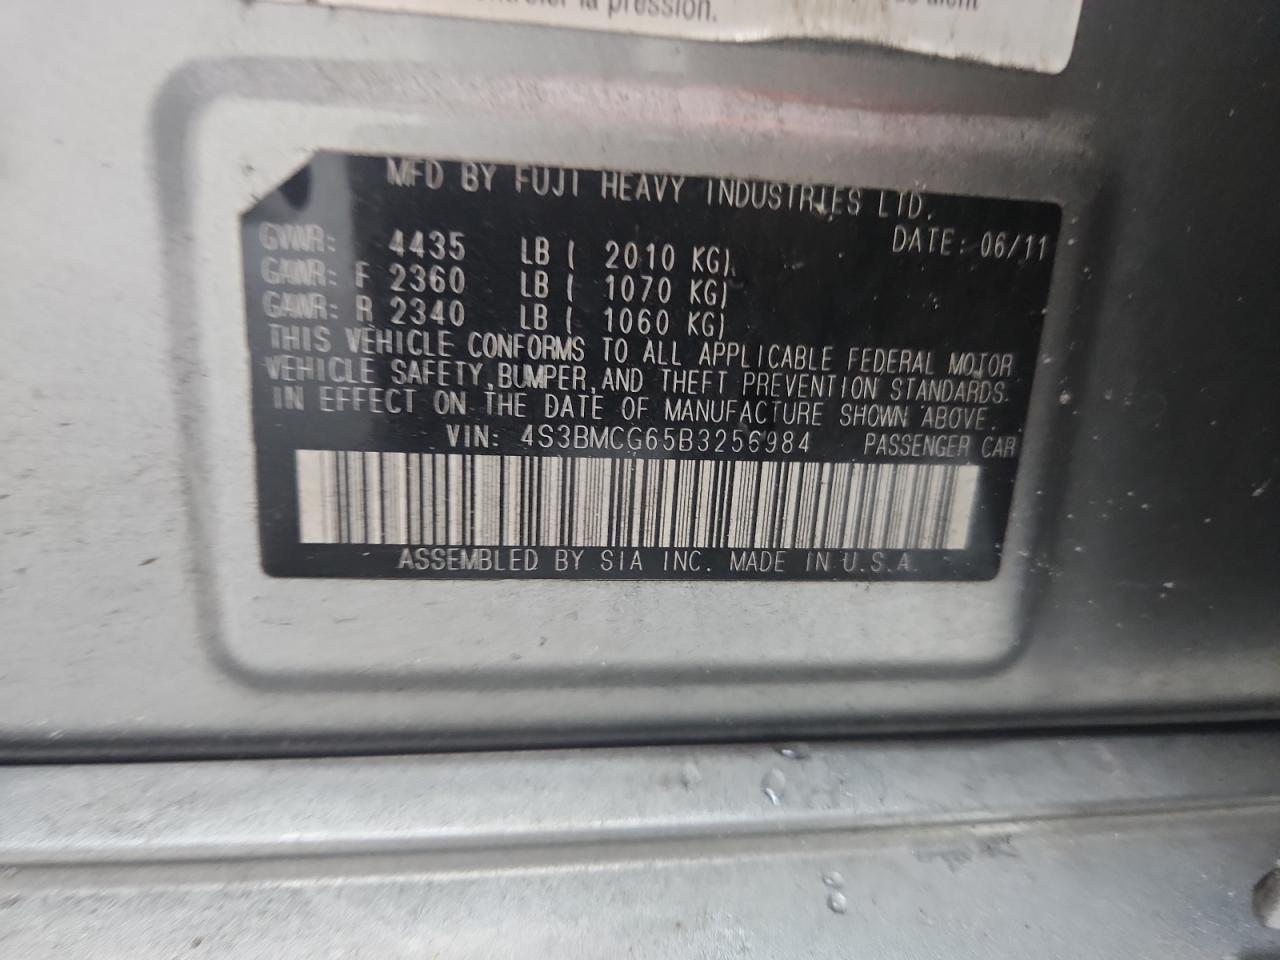 la pression.
MFD BY FUJI HEAVY INDUSTRIES LTD.
DATE: 06/11
GVWR: 4435 LB ( 2010 KG)
GAWR: F 2360 LB ( 1070 KG)
GAWR: R 2340 LB ( 1060 KG)
THIS VEHICLE CONFORMS TO ALL APPLICABLE FEDERAL MOTOR
VEHICLE SAFETY, BUMPER, AND THEFT PREVENTION STANDARDS
IN EFFECT ON THE DATE OF MANUFACTURE SHOWN ABOVE.
VIN: 4S3BMCG65B3256984 PASSENGER CAR
ASSEMBLED BY SIA INC. MADE IN U.S.A.